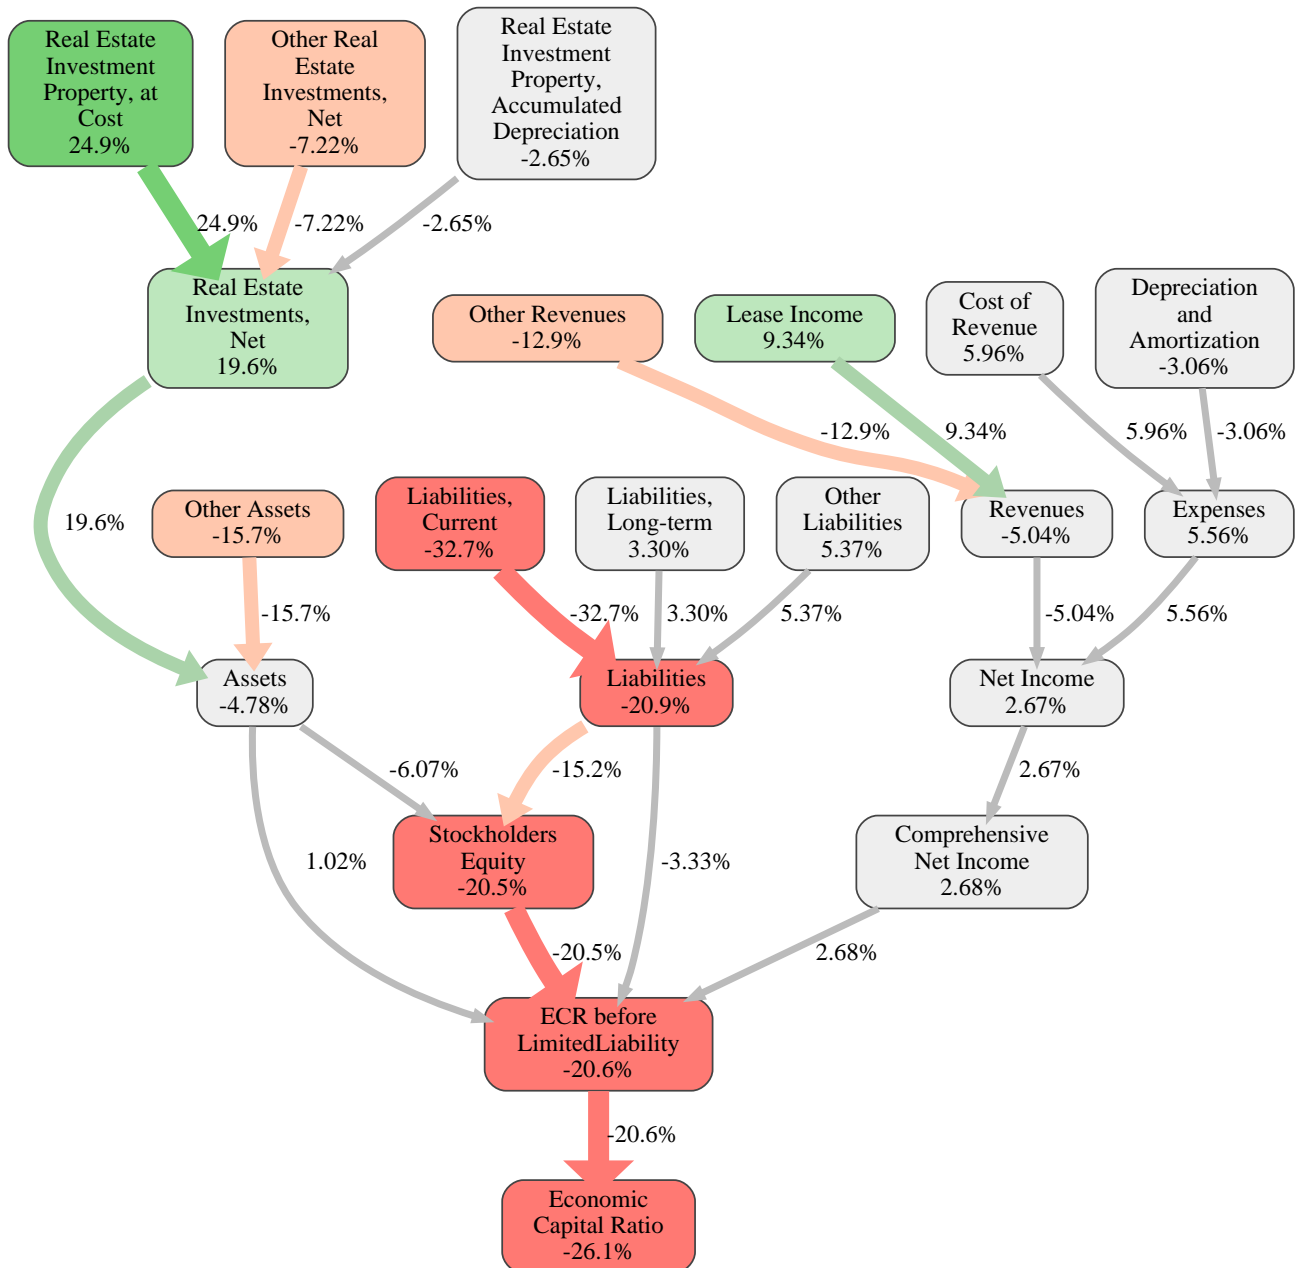 Real Estate
Investment
Property, at
Cost
24.9%
Other Real
Estate
Investments,
Net
-7.22%
Real Estate
Investment
Property,
Accumulated
Depreciation
-2.65%
24.9%
-7.22%
-2.65%
Real Estate
Investments,
Net
19.6%
Other Revenues
-12.9%
Lease Income
9.34%
Cost of
Revenue
5.96%
Depreciation
and
Amortization
-3.06%
-12.9%
9.34%
5.96%
-3.06%
19.6%
Other Assets
-15.7%
Liabilities,
Current
-32.7%
Liabilities,
Long-term
3.30%
Other
Liabilities
5.37%
Revenues
-5.04%
Expenses
5.56%
-15.7%
-32.7%
3.30%
5.37%
-5.04%
5.56%
Assets
-4.78%
Liabilities
-20.9%
Net Income
2.67%
-6.07%
-15.2%
2.67%
1.02%
Stockholders
Equity
-20.5%
-3.33%
Comprehensive
Net Income
2.68%
-20.5%
2.68%
ECR before
LimitedLiability
-20.6%
-20.6%
Economic
Capital Ratio
-26.1%